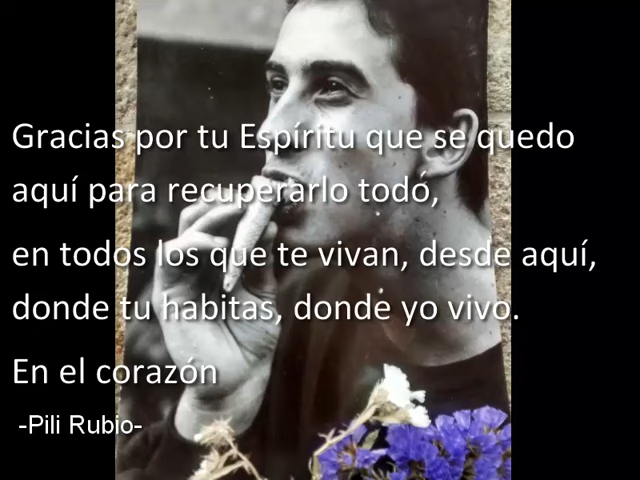 Gracias por tu Espíritu que se quedo
aquí para recuperarlo todo,
en todos los que te vivan, desde aquí,
donde tu habitas, donde yo vivo.
En el corazón
-Pili Rubio-